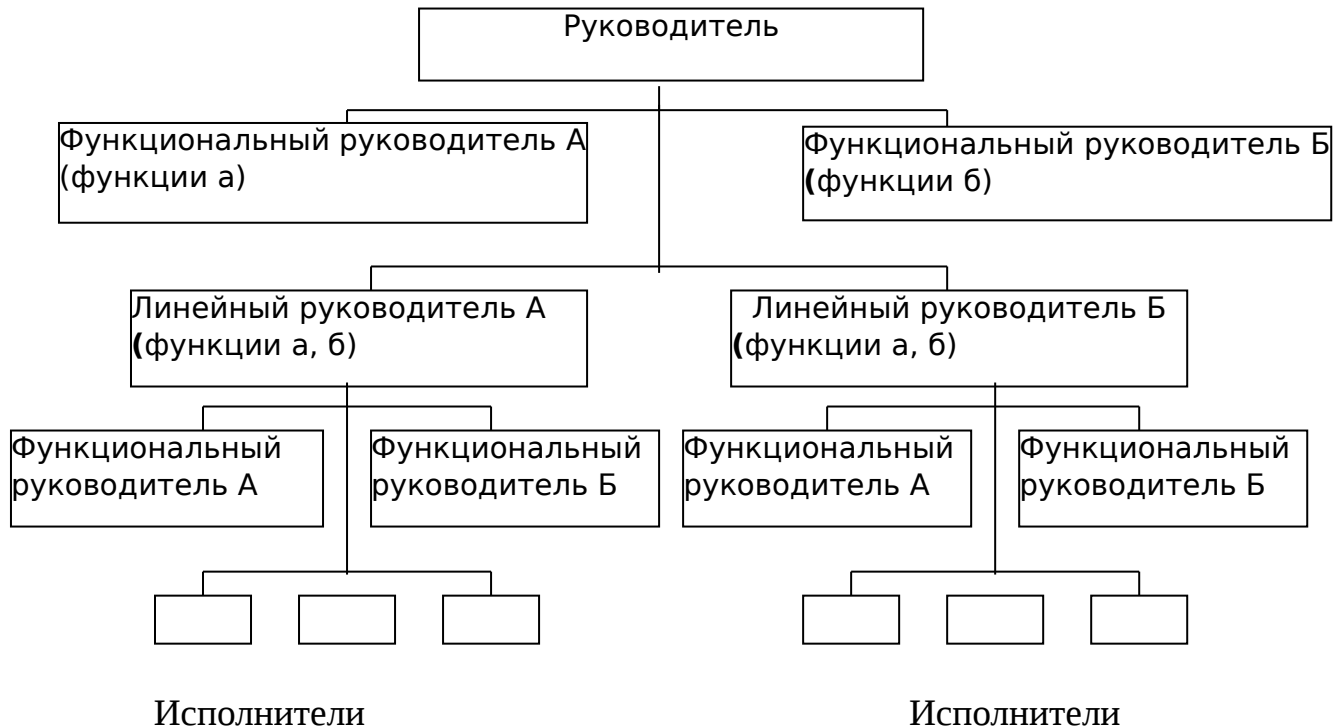 Руководитель
Функциональный руководитель А
(функции а)
Функциональный руководитель Б
(функции б)
Линейный руководитель А
(функции а, б)
Линейный руководитель Б
(функции а, б)
Функциональный
руководитель А
Функциональный
руководитель Б
Функциональный
руководитель А
Функциональный
руководитель Б
Исполнители
Исполнители